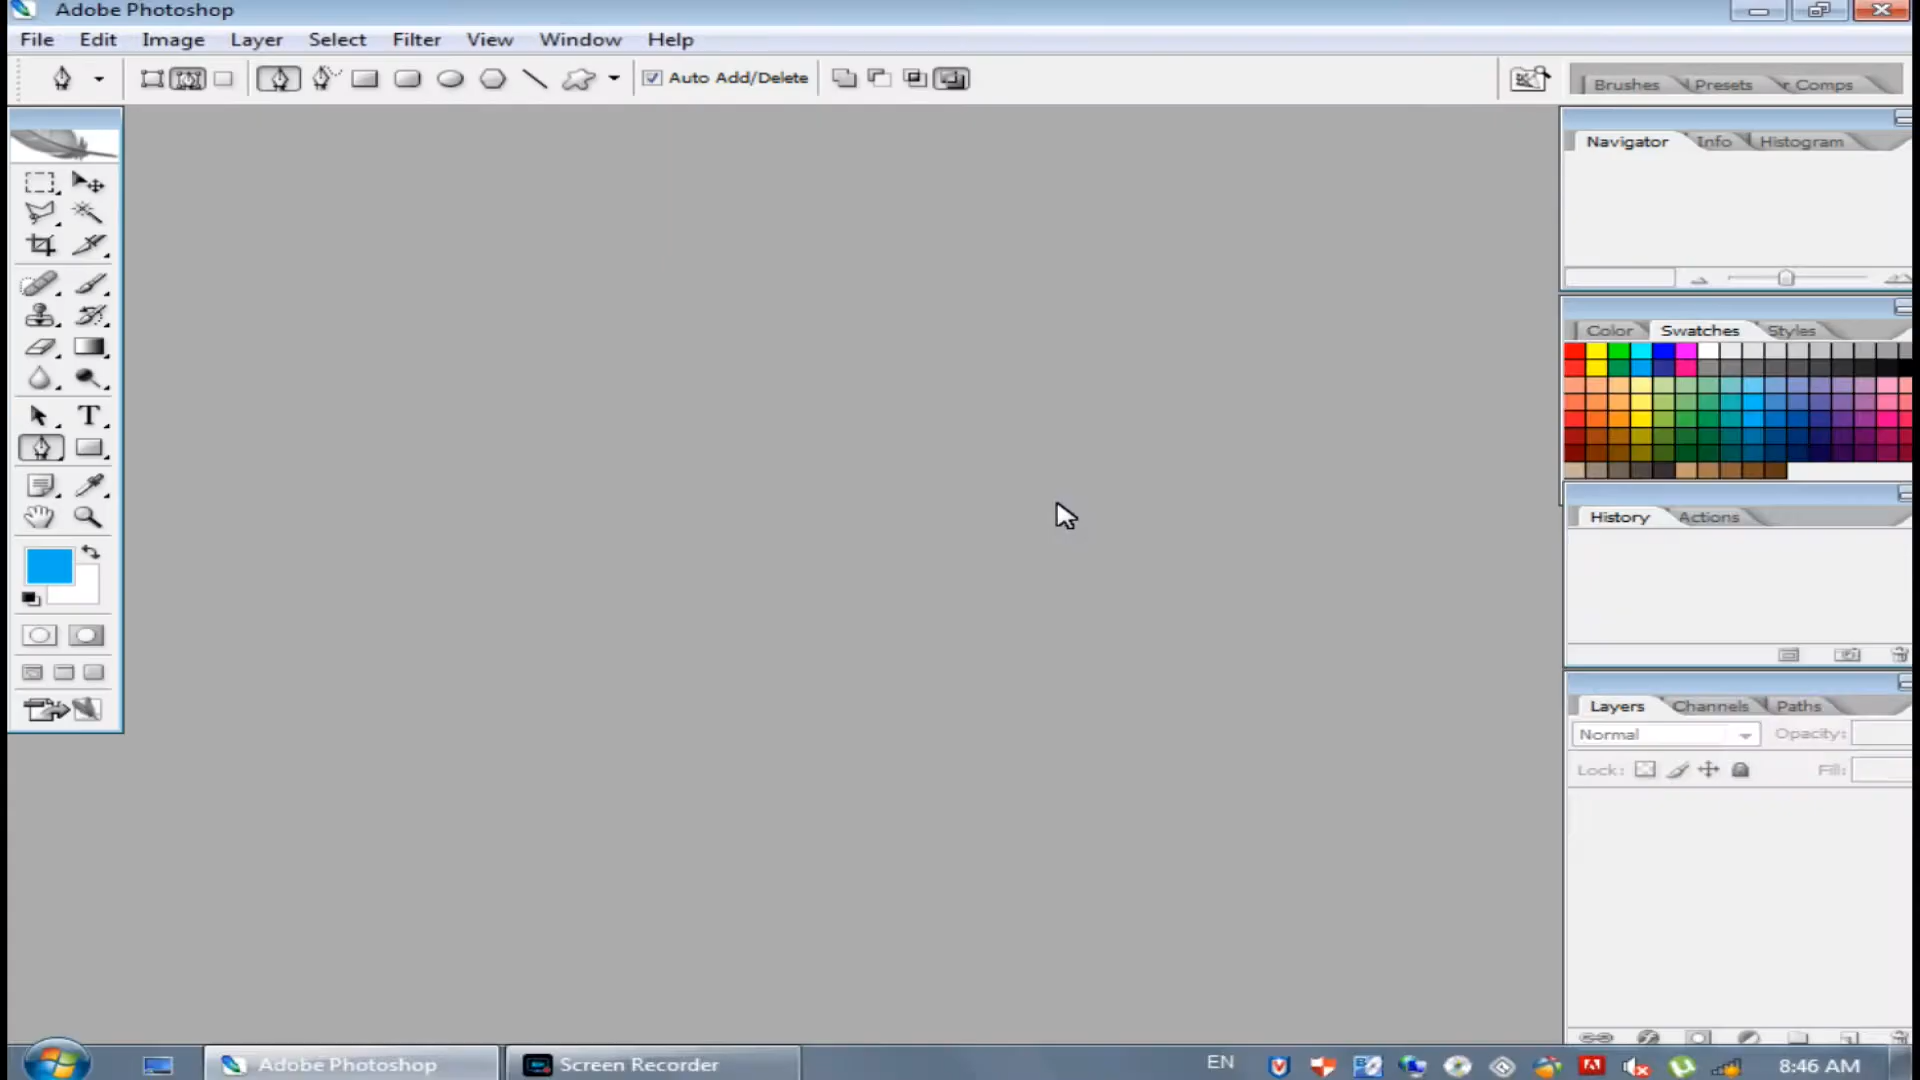 Adobe Photoshop
File Edit Image Layer Select Filter View Window Help
Auto Add/Delete
Brushes Presets r Comps
Navigator Info Histogram
Color Swatches Styles
T
History Actions
Layers Channels Paths
Normal Opacity:
Lock: Fill:
Adobe Photoshop Screen Recorder EN 8:46 AM